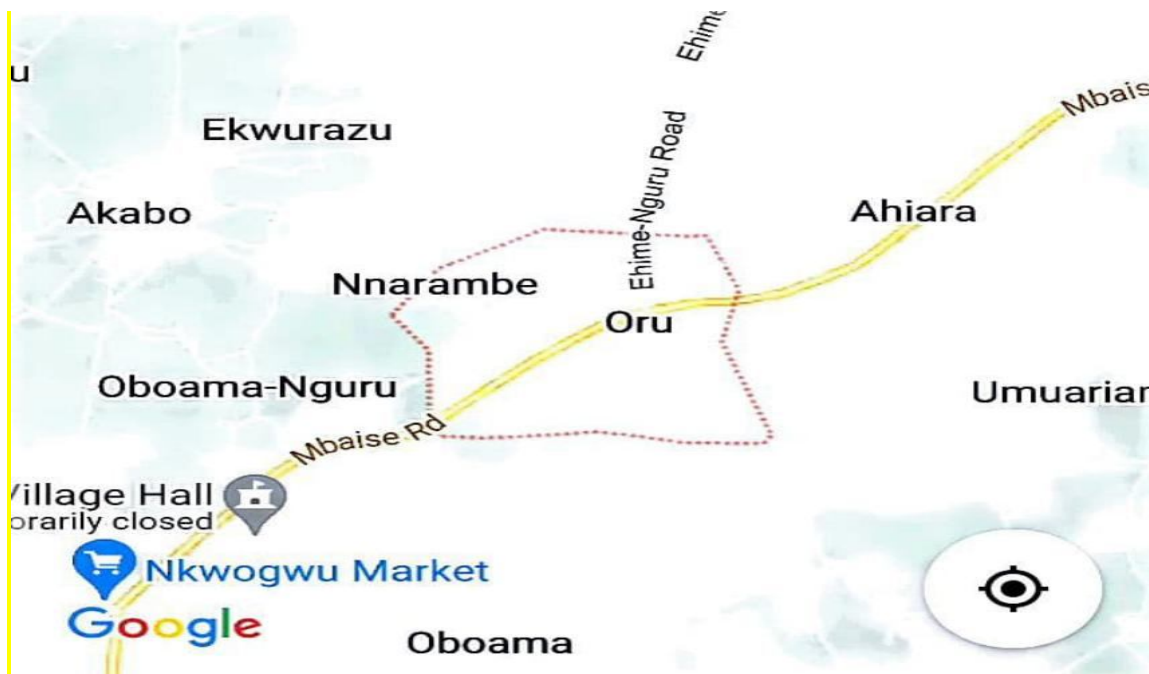 Ehime
u
Mbais
Ekwurazu
Ehime-Nguru Road
Akabo
Ahiara
Nnarambe
Oru
Oboama-Nguru
Umuarian
Mbaise Rd
Village Hall
orarily closed
Nkwogwu Market
Google
Oboama